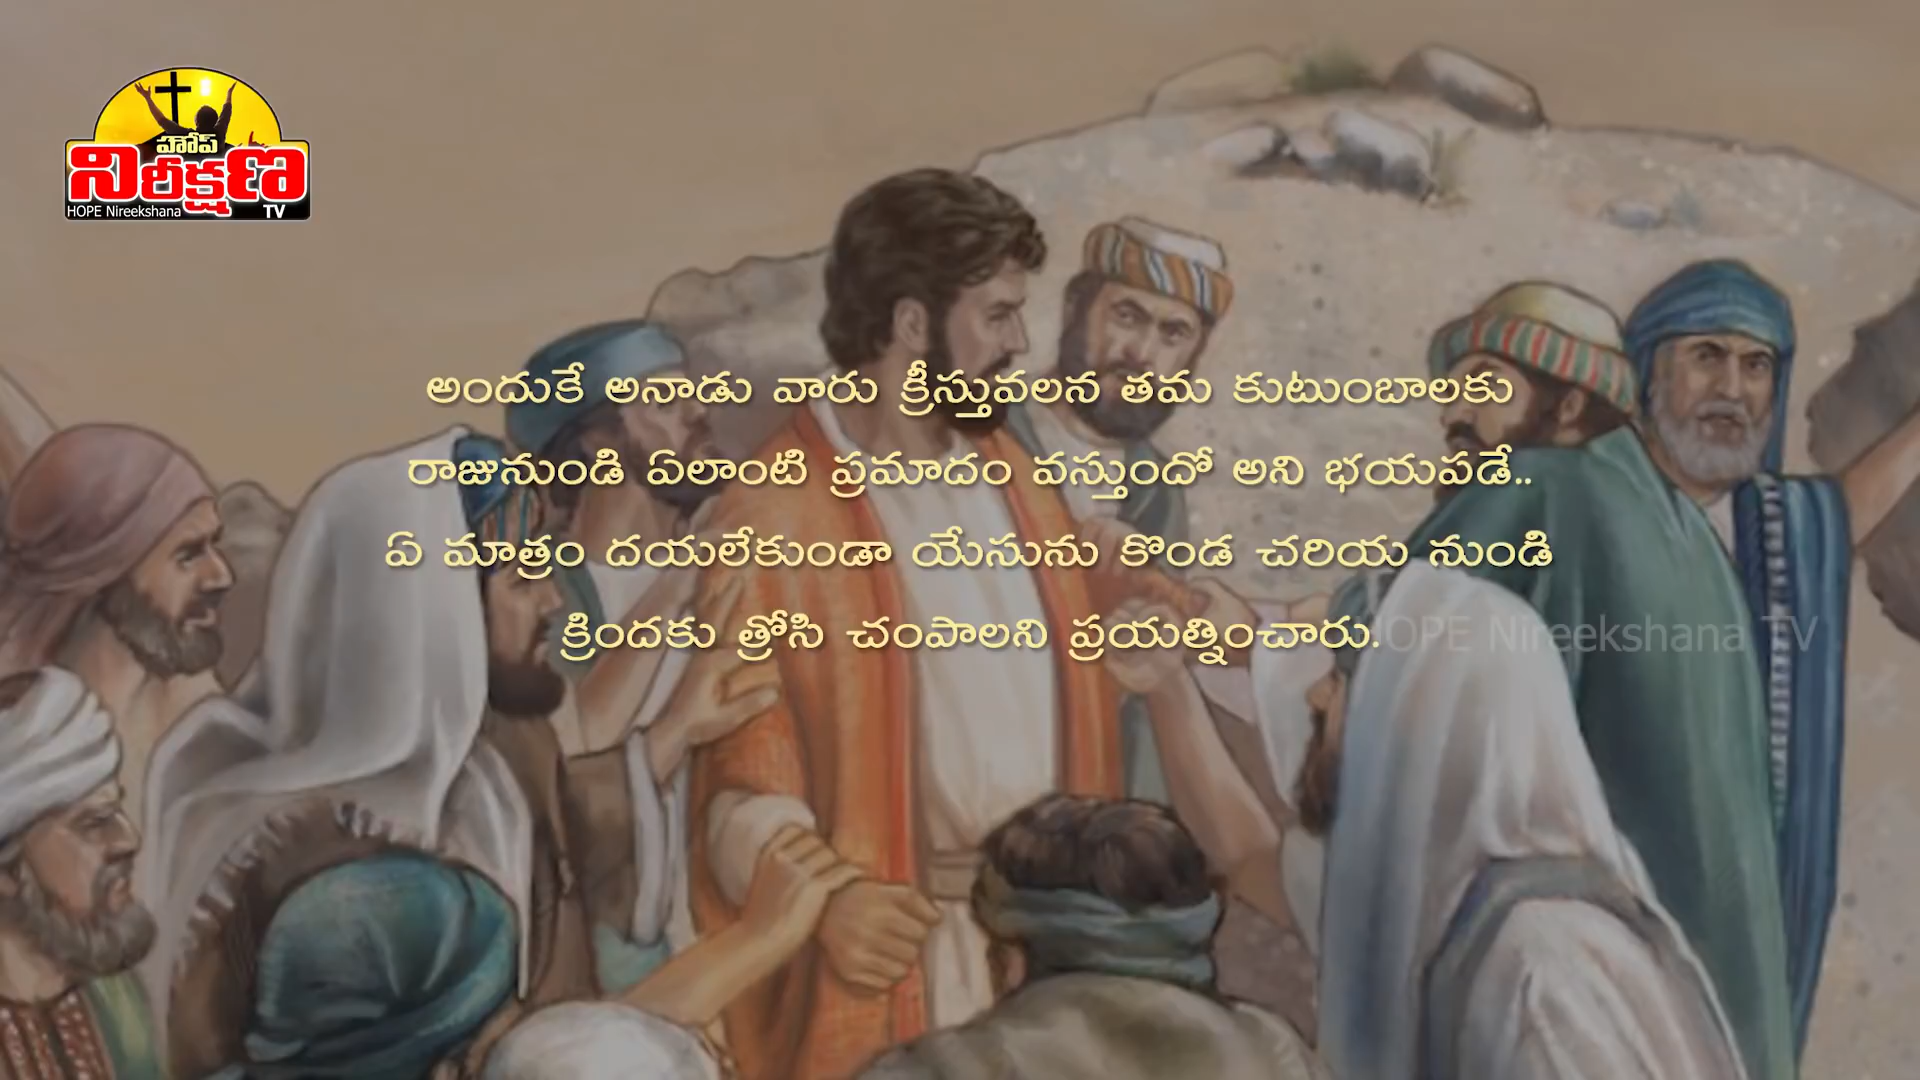 హోప్
నిరీక్షణ
HOPE Nireekshana TV
అందుకే అనాడు వారు క్రీస్తువలన తమ కుటుంబాలకు
రాజునుండి ఏలాంటి ప్రమాదం వస్తుందో అని భయపడే..
ఏ మాత్రం దయలేకుండా యేసును కొండ చరియ నుండి
క్రిందకు త్రోసి చంపాలని ప్రయత్నించారు.
HOPE Nireekshana TV